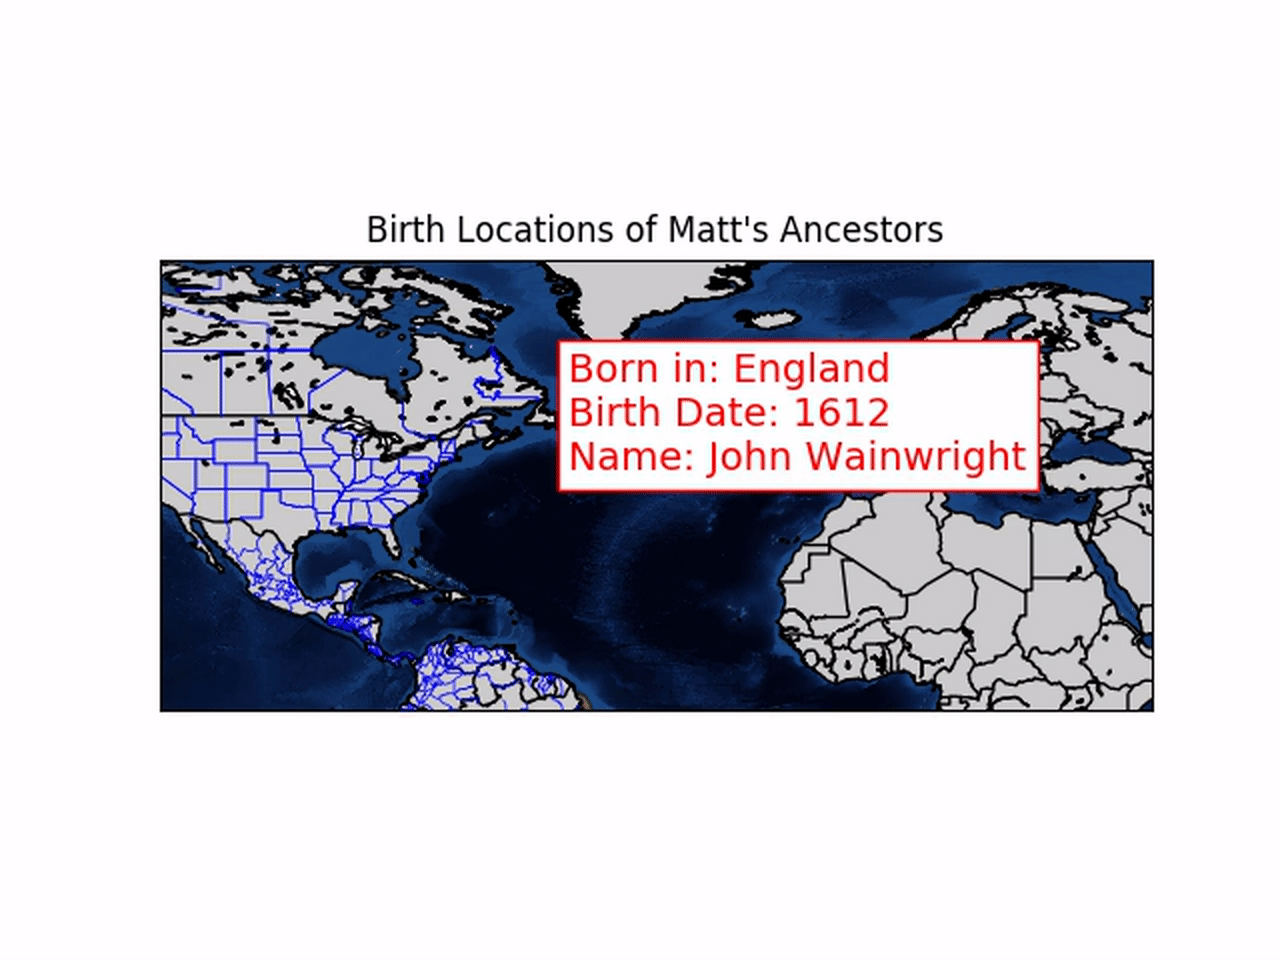 Birth Locations of Matt's Ancestors
Born in: England
Birth Date: 1612
Name: John Wainwright